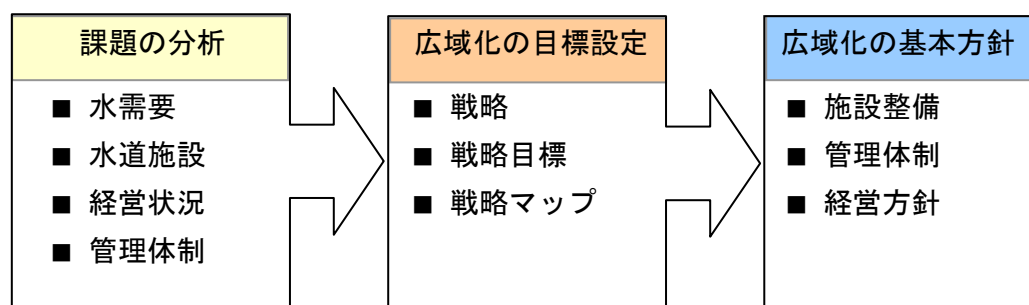 課題の分析
■ 水需要
■ 水道施設
■ 経営状況
■ 管理体制
広域化の目標設定
■ 戦略
■ 戦略目標
■ 戦略マップ
広域化の基本方針
■ 施設整備
■ 管理体制
■ 経営方針